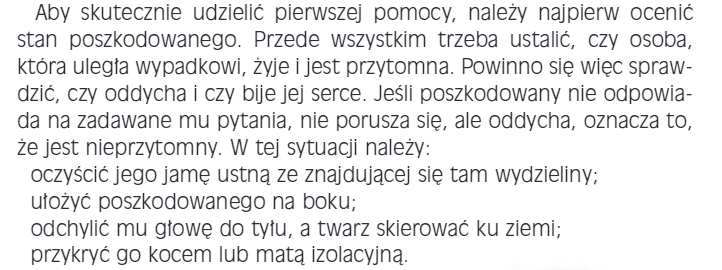 Aby skutecznie udzielić pierwszej pomocy, należy najpierw ocenić
stan poszkodowanego. Przede wszystkim trzeba ustalić, czy osoba,
która uległa wypadkowi, żyje i jest przytomna. Powinno się więc spraw-
dzić, czy oddycha i czy bije jej serce. Jeśli poszkodowany nie odpowia-
da na zadawane mu pytania, nie porusza się, ale oddycha, oznacza to,
że jest nieprzytomny. W tej sytuacji należy:
oczyścić jego jamę ustną ze znajdującej się tam wydzieliny;
ułożyć poszkodowanego na boku;
odchylić mu głowę do tyłu, a twarz skierować ku ziemi;
przykryć go kocem lub matą izolacyjną.